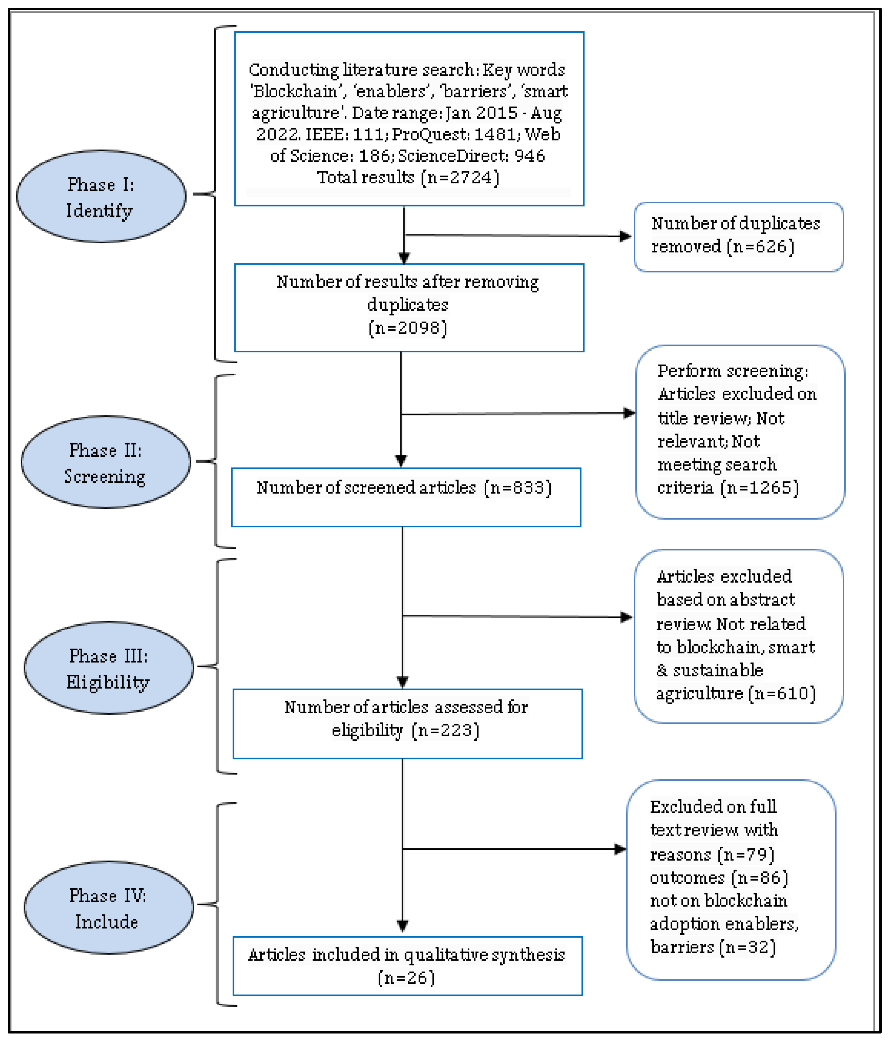 Conducting literature search: Key words
'Blockchain', 'enablers', 'barriers', 'smart
agriculture'. Date range: Jan 2015 - Aug
2022. IEEE: 111; ProQuest: 1481; Web
of Science: 186; ScienceDirect: 946
Total results (n=2724)
Phase I:
Identify
Number of duplicates
removed (n=626)
Number of results after removing
duplicates
(n=2098)
Perform screening:
Articles excluded on
title review; Not
relevant; Not
meeting search
criteria (n=1265)
Phase II:
Screening
Number of screened articles (n=833)
Articles excluded
based on abstract
review. Not related
to blockchain, smart
& sustainable
agriculture (n=610)
Phase III:
Eligibility
Number of articles assessed for
eligibility (n=223)
Excluded on full
text review with
reasons (n=79)
outcomes (n=86)
not on blockchain
adoption enablers,
barriers (n=32)
Phase IV:
Include
Articles included in qualitative synthesis
(n=26)